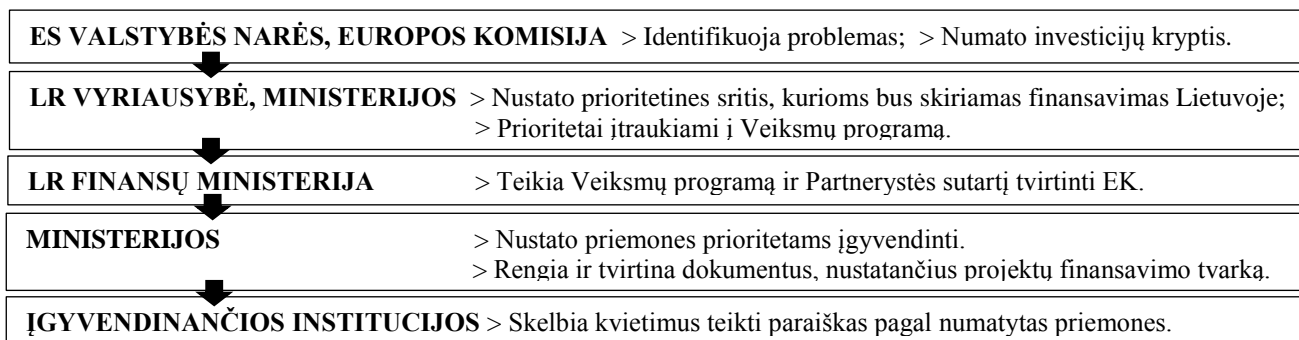 ES VALSTYBĖS NARĖS, EUROPOS KOMISIJA > Identifikuoja problemas; > Numato investicijų kryptis.
LR VYRIAUSYBĖ, MINISTERIJOS > Nustato prioritetines sritis, kurioms bus skiriamas finansavimas Lietuvoje;
> Prioritetai įtraukiami į Veiksmų programą.
LR FINANSŲ MINISTERIJA > Teikia Veiksmų programą ir Partnerystės sutartį tvirtinti EK.
MINISTERIJOS > Nustato priemones prioritetams įgyvendinti.
> Rengia ir tvirtina dokumentus, nustatančius projektų finansavimo tvarką.
ĮGYVENDINANČIOS INSTITUCIJOS > Skelbia kvietimus teikti paraiškas pagal numatytas priemones.